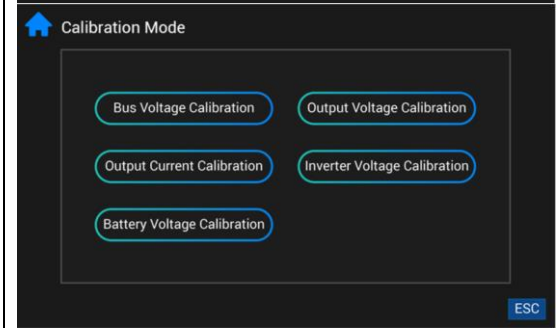 Calibration Mode
Bus Voltage Calibration
Output Voltage Calibration
Output Current Calibration
Inverter Voltage Calibration
Battery Voltage Calibration
ESC